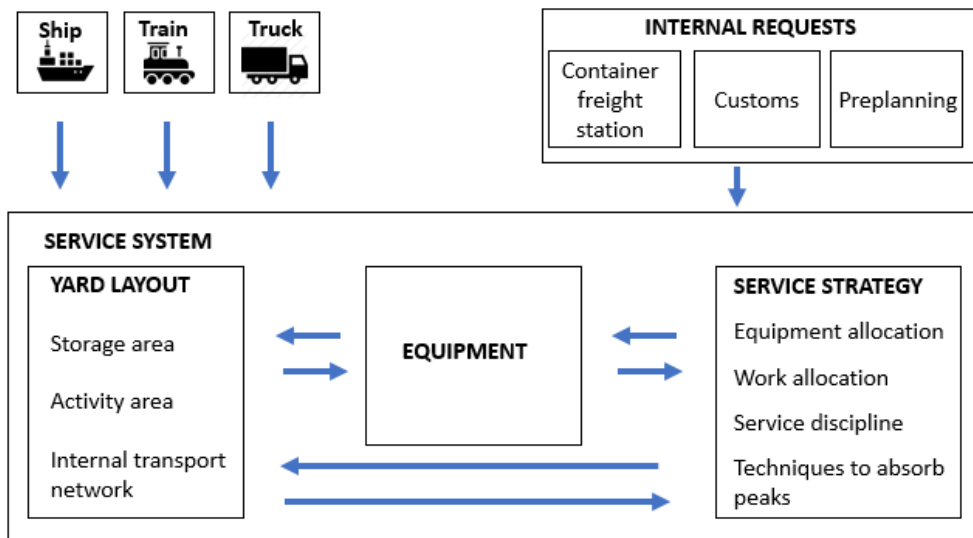 Ship
Train
Truck
INTERNAL REQUESTS
Container
freight
station
Customs
Preplanning
SERVICE SYSTEM
YARD LAYOUT
Storage area
Activity area
Internal transport
network
EQUIPMENT
SERVICE STRATEGY
Equipment allocation
Work allocation
Service discipline
Techniques to absorb
peaks